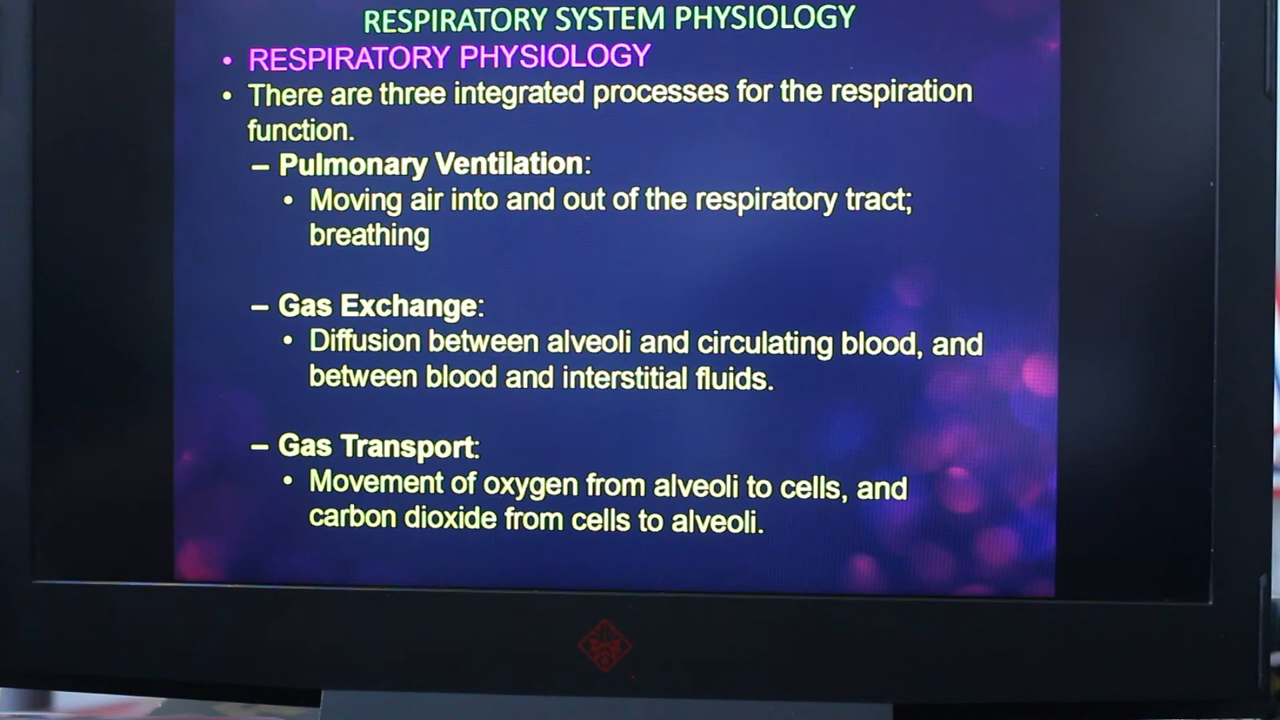 RESPIRATORY SYSTEM PHYSIOLOGY
• RESPIRATORY PHYSIOLOGY
• There are three integrated processes for the respiration
function.
– Pulmonary Ventilation:
• Moving air into and out of the respiratory tract;
breathing
– Gas Exchange:
• Diffusion between alveoli and circulating blood, and
between blood and interstitial fluids.
– Gas Transport:
• Movement of oxygen from alveoli to cells, and
carbon dioxide from cells to alveoli.